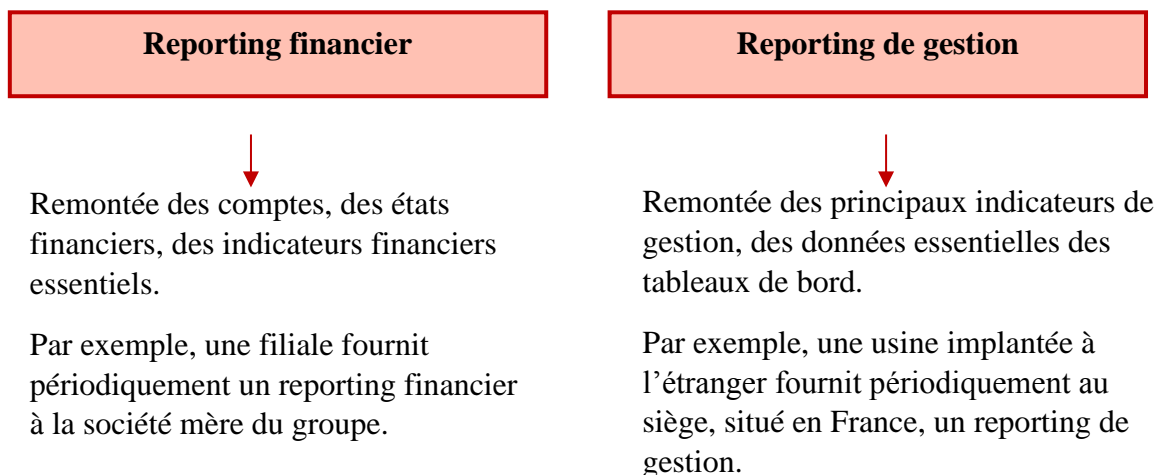 Reporting financier
Remontée des comptes, des états
financiers, des indicateurs financiers
essentiels.
Par exemple, une filiale fournit
périodiquement un reporting financier
à la société mère du groupe.
Reporting de gestion
Remontée des principaux indicateurs de
gestion, des données essentielles des
tableaux de bord.
Par exemple, une usine implantée à
l’étranger fournit périodiquement au
siège, situé en France, un reporting de
gestion.